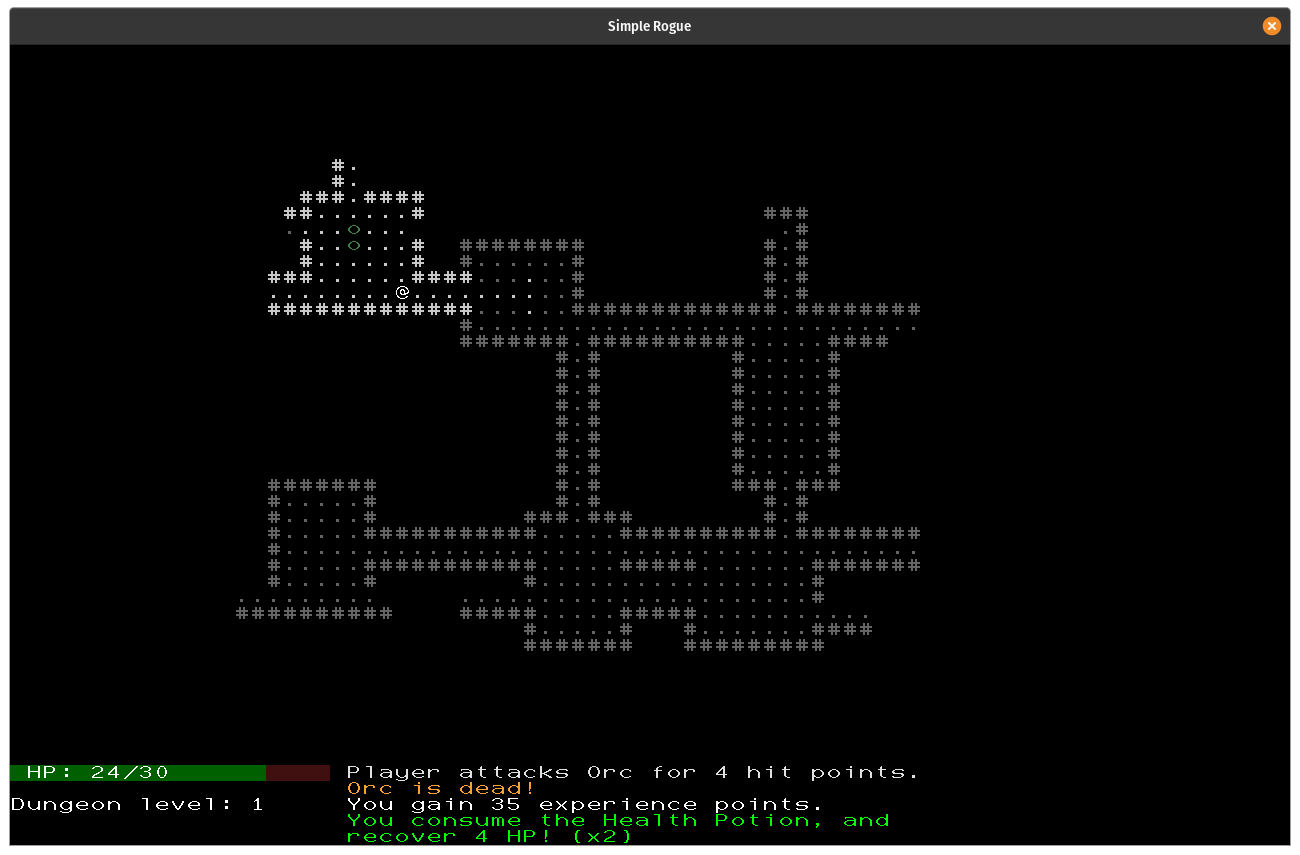 Simple Rogue
HP: 24/30
Dungeon level: 1
Player attacks Orc for 4 hit points.
Orc is dead!
You gain 35 experience points.
You consume the Health Potion, and
recover 4 HP! (x2)